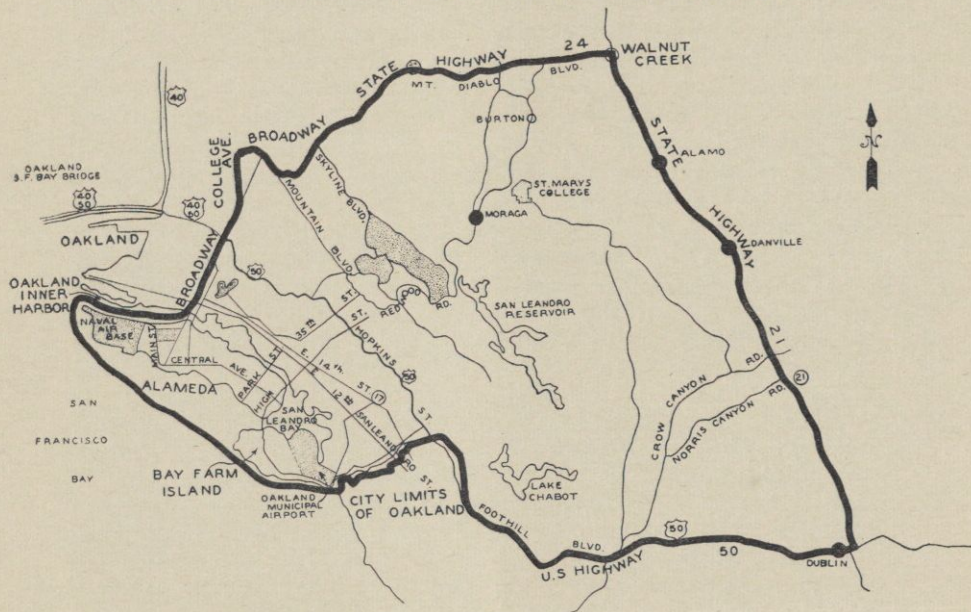 STATE HIGHWAY 24
WALNUT
CREEK
MT. DIABLO BLVD.
BURTON
40
OAKLAND
S.F. BAY BRIDGE
40
50
40
50
COLLEGE AVE.
BROADWAY
SKYLINE BLVD.
MOUNTAIN BLVD.
N
STATE HIGHWAY 21
ALAMO
ST. MARYS
COLLEGE
MORAGA
DANVILLE
OAKLAND
BROADWAY
50
OAKLAND
INNER
HARBOR
NAVAL
AIR
BASE
MAIN ST.
CENTRAL AVE.
ALAMEDA
PARK ST.
HIGH ST.
35TH ST.
REDWOOD RD.
HOPKINS ST
50
E. 14TH. ST.
17
12TH
SAN LEANDRO ST.
SAN LEANDRO
RESERVOIR
SAN
LEANDRO
BAY
SAN
FRANCISCO
BAY
BAY FARM
ISLAND
OAKLAND
MUNICIPAL
AIRPORT
CITY LIMITS
OF OAKLAND
CROW CANYON RD.
NORRIS CANYON RD.
21
LAKE
CHABOT
FOOTHILL BLVD.
U.S HIGHWAY 50
50
DUBLIN